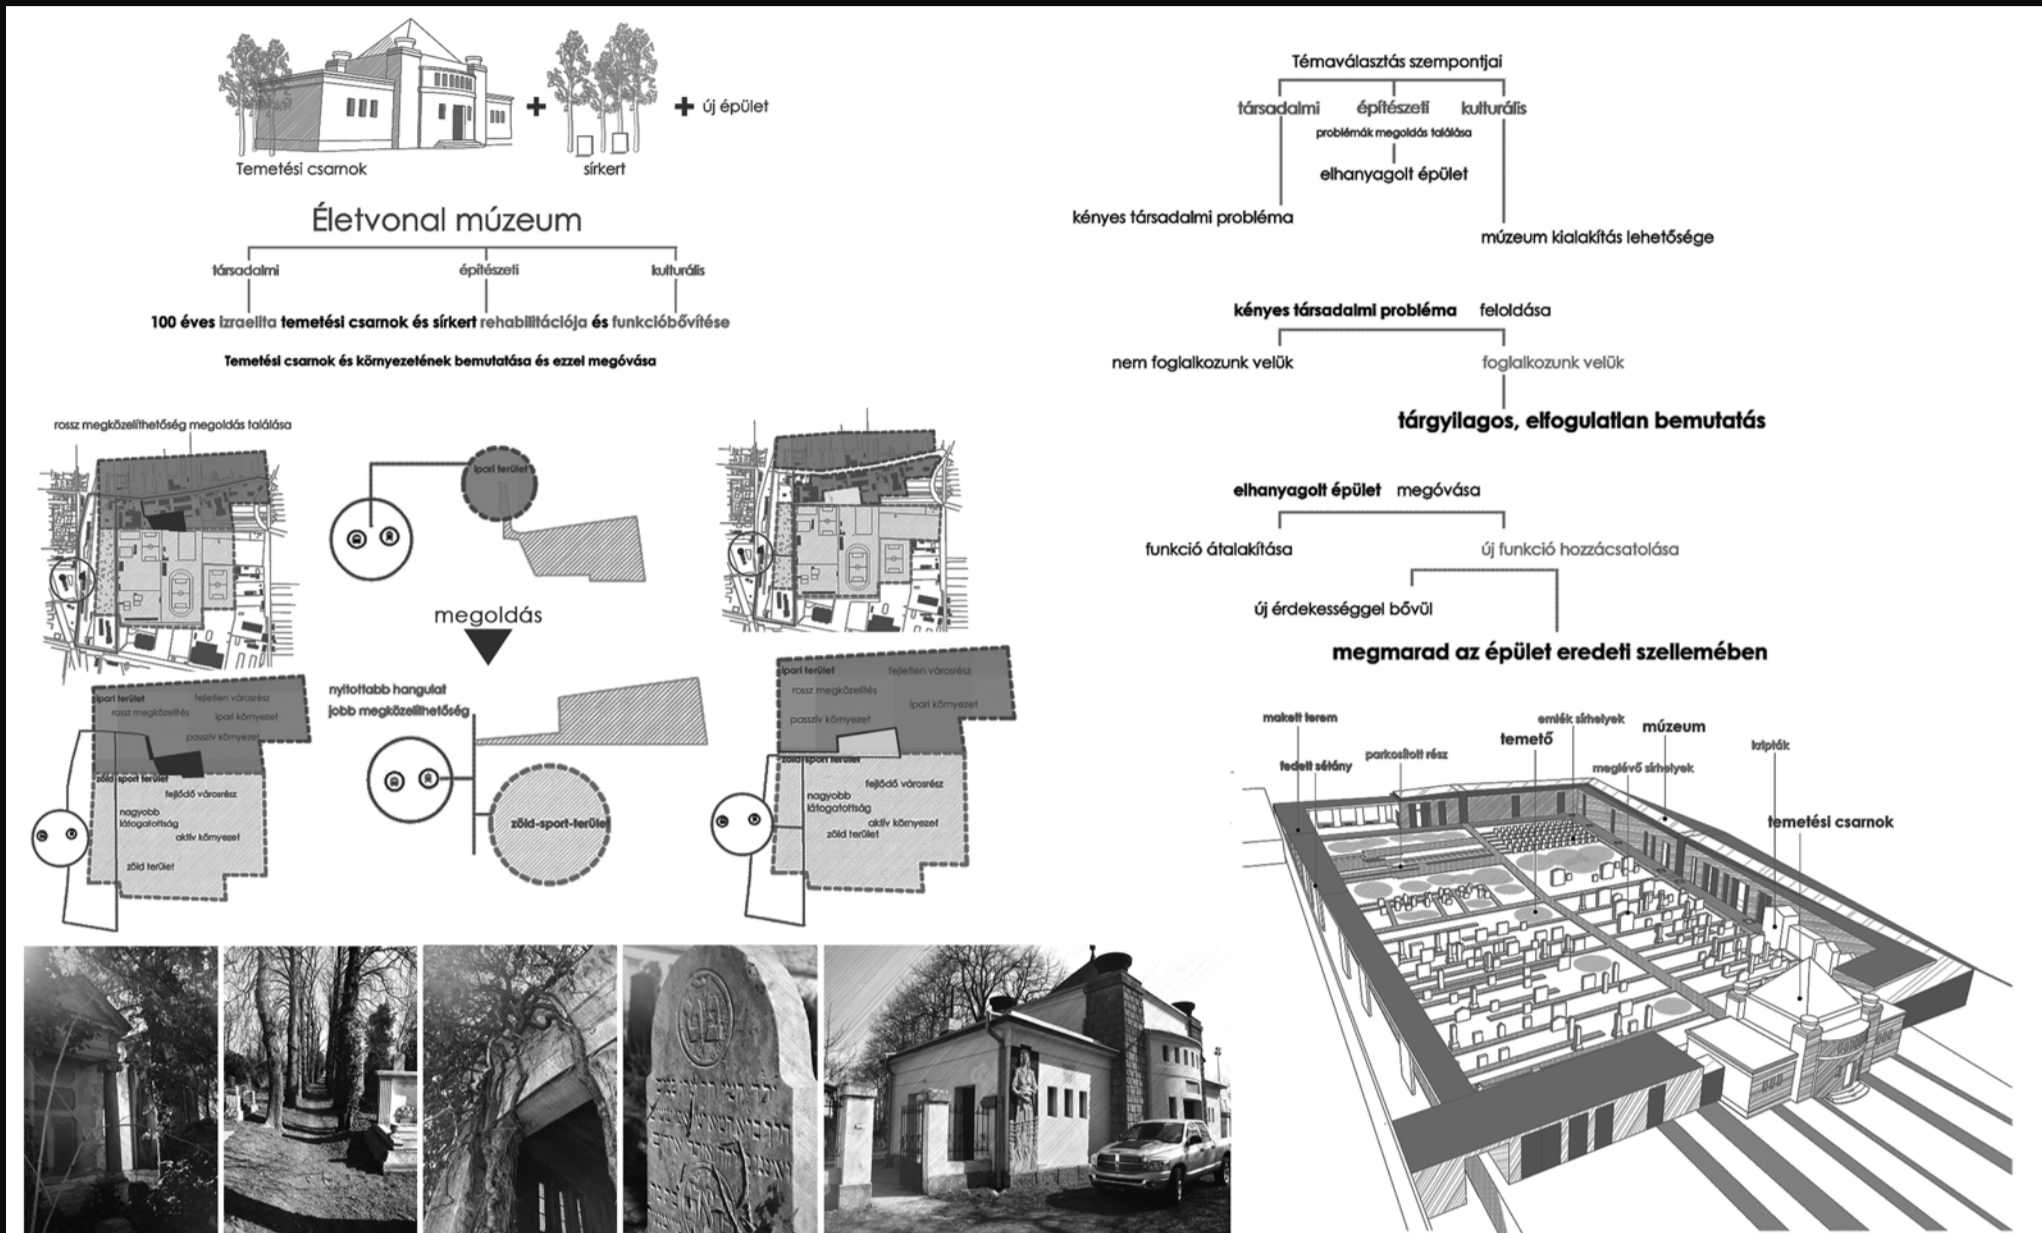 Temetési csarnok
sírkert
új épület
Életvonal múzeum
társadalmi építészeti kulturális
100 éves izraelita temetési csarnok és sírkert rehabilitációja és funkcióbővítése
Temetési csarnok és környezetének bemutatása és ezzel megóvása
rossz megközelíthetőség megoldás találása
ipari terület
megoldás
nyitottabb hangulat
jobb megközelíthetőség
zöld-sport-terület
ipari terület
fejletlen városrész
rossz megközelítés
ipari környezet
passzív környezet
zöld-sport terület
fejlődő városrész
nagyobb
látogatottság
aktív környezet
zöld terület
ipari terület
fejletlen városrész
rossz megközelítés
ipari környezet
passzív környezet
zöld-sport terület
fejlődő városrész
nagyobb
látogatottság
aktív környezet
zöld terület
Témaválasztás szempontjai
társadalmi építészeti kulturális
problémák megoldás találása
elhanyagolt épület
kényes társadalmi probléma
múzeum kialakítás lehetősége
kényes társadalmi probléma feloldása
nem foglalkozunk velük
foglalkozunk velük
tárgyilagos, elfogulatlan bemutatás
elhanyagolt épület megóvása
funkció átalakítása
új funkció hozzácsatolása
új érdekességgel bővül
megmarad az épület eredeti szellemében
makett terem
emlék sírhelyek
múzeum
temető
kripták
parkosított rész
fedett sétány
meglévő sírhelyek
temetési csarnok